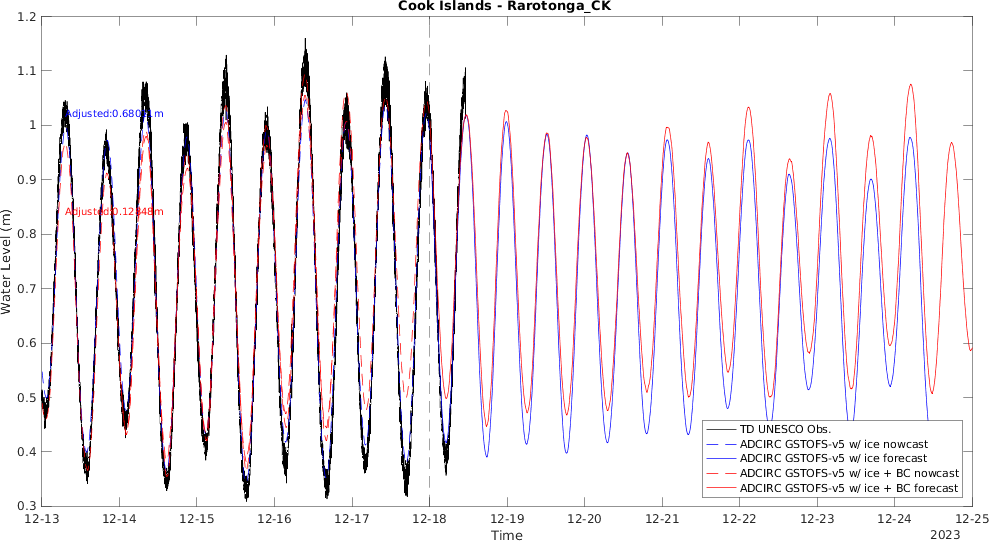 Cook Islands - Rarotonga_CK
1.2
1.1
1
0.9
0.8
0.7
0.6
0.5
0.4
0.3
Water Level (m)
Adjusted:
Adjusted:
TD UNESCO Obs.
ADCIRC GSTOFS-v5 w/ ice nowcast
ADCIRC GSTOFS-v5 w/ ice forecast
ADCIRC GSTOFS-v5 w/ ice + BC nowcast
ADCIRC GSTOFS-v5 w/ ice + BC forecast
12-13 12-14 12-15 12-16 12-17 12-18 12-19 12-20 12-21 12-22 12-23 12-24 12-25
Time
2023